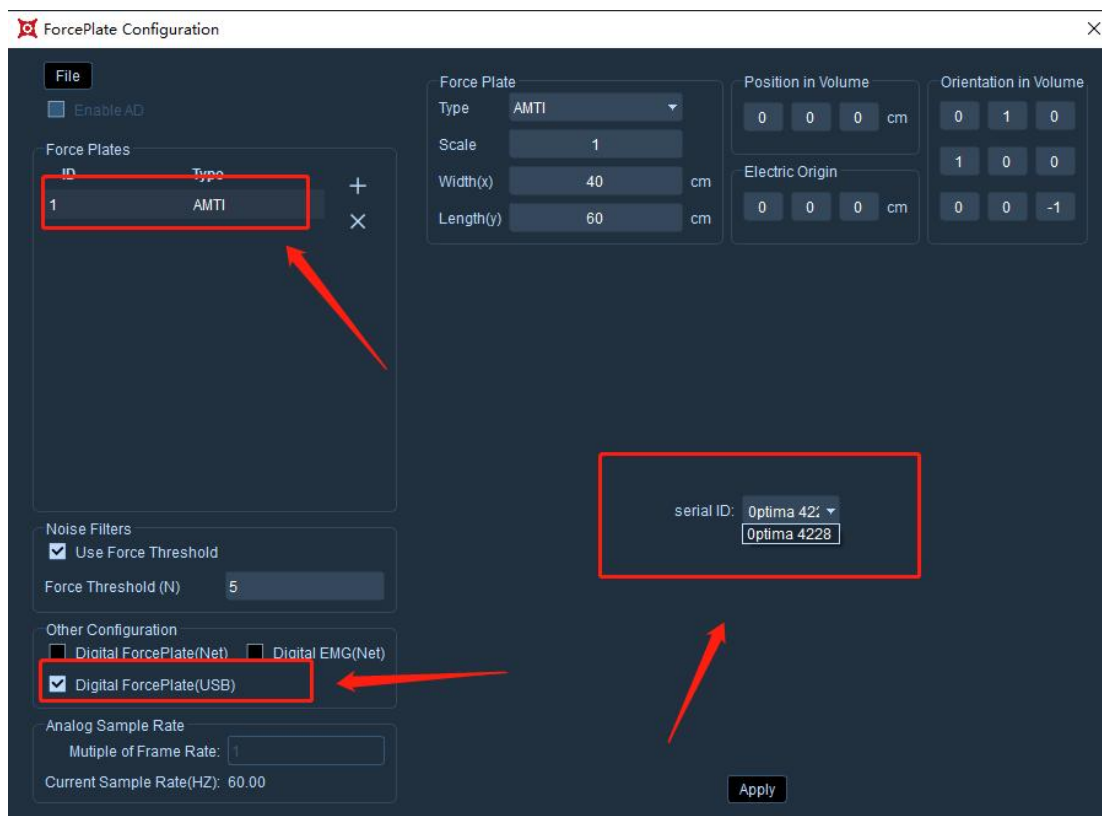 ForcePlate Configuration
File
Enable AD
Force Plates
ID Type
1 AMTI
Noise Filters
Use Force Threshold
Force Threshold (N) 5
Other Configuration
Digital ForcePlate(Net) Digital EMG(Net)
Digital ForcePlate(USB)
Analog Sample Rate
Mutiple of Frame Rate: 1
Current Sample Rate(HZ): 60.00
Force Plate
Type AMTI
Scale 1
Width(x) 40 cm
Length(y) 60 cm
Position in Volume
0 0 0 cm
Electric Origin
0 0 0 cm
Orientation in Volume
0 1 0
1 0 0
0 0 -1
serial ID: Optima 422
Optima 4228
Apply